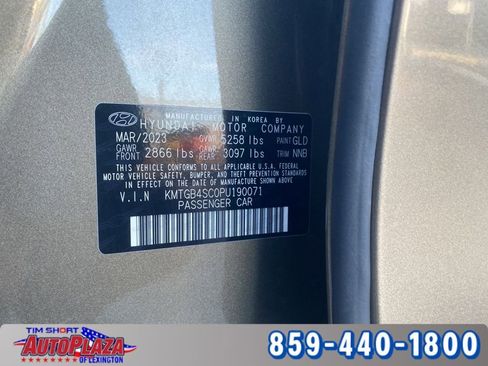 MANUFACTURED IN KOREA BY
HYUNDAI MOTOR COMPANY
MAR/2023 GVWR 5258 lbs PAINT GLD
GAWR FRONT 2866 lbs GAWR REAR 3097 lbs TRIM NNB
THIS VEHICLE CONFORMS TO ALL APPLICABLE U.S.A. FEDERAL
MOTOR VEHICLE SAFETY, BUMPER, AND THEFT PREVENTION
STANDARDS IN EFFECT ON THE DATE OF MANUFACTURE
SHOWN ABOVE.
V.I.N KMTGB4SC0PU190071
PASSENGER CAR
TIM SHORT
AUTOPLAZA
OF LEXINGTON
859-440-1800